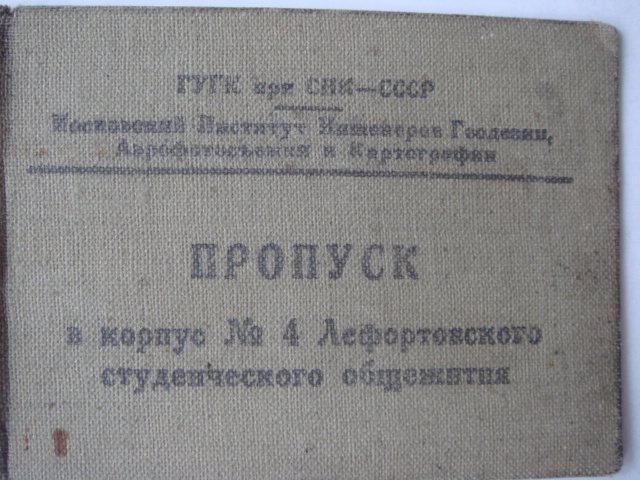 ГУГК при СНК—СССР
Московский Институт Инженеров Геодезии,
Аэрофотосъемки и Картографии
ПРОПУСК
в корпус № 4 Лефортовского
студенческого общежития